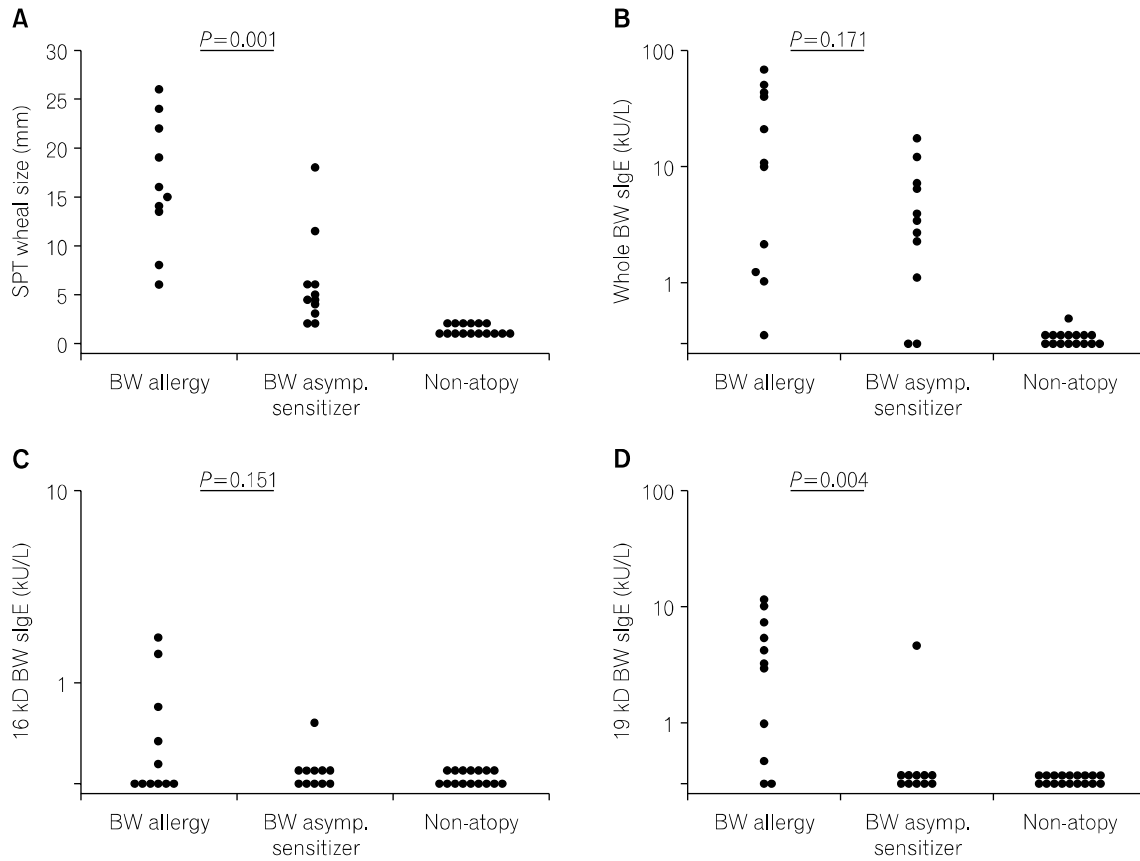 A
P=0.001
SPT wheal size (mm)
30
25
20
15
10
5
0
BW allergy
BW asymp.
sensitizer
Non-atopy
B
P=0.171
Whole BW sIgE (kU/L)
100
10
1
BW allergy
BW asymp.
sensitizer
Non-atopy
C
P=0.151
16 kD BW sIgE (kU/L)
10
1
BW allergy
BW asymp.
sensitizer
Non-atopy
D
P=0.004
19 kD BW sIgE (kU/L)
100
10
1
BW allergy
BW asymp.
sensitizer
Non-atopy